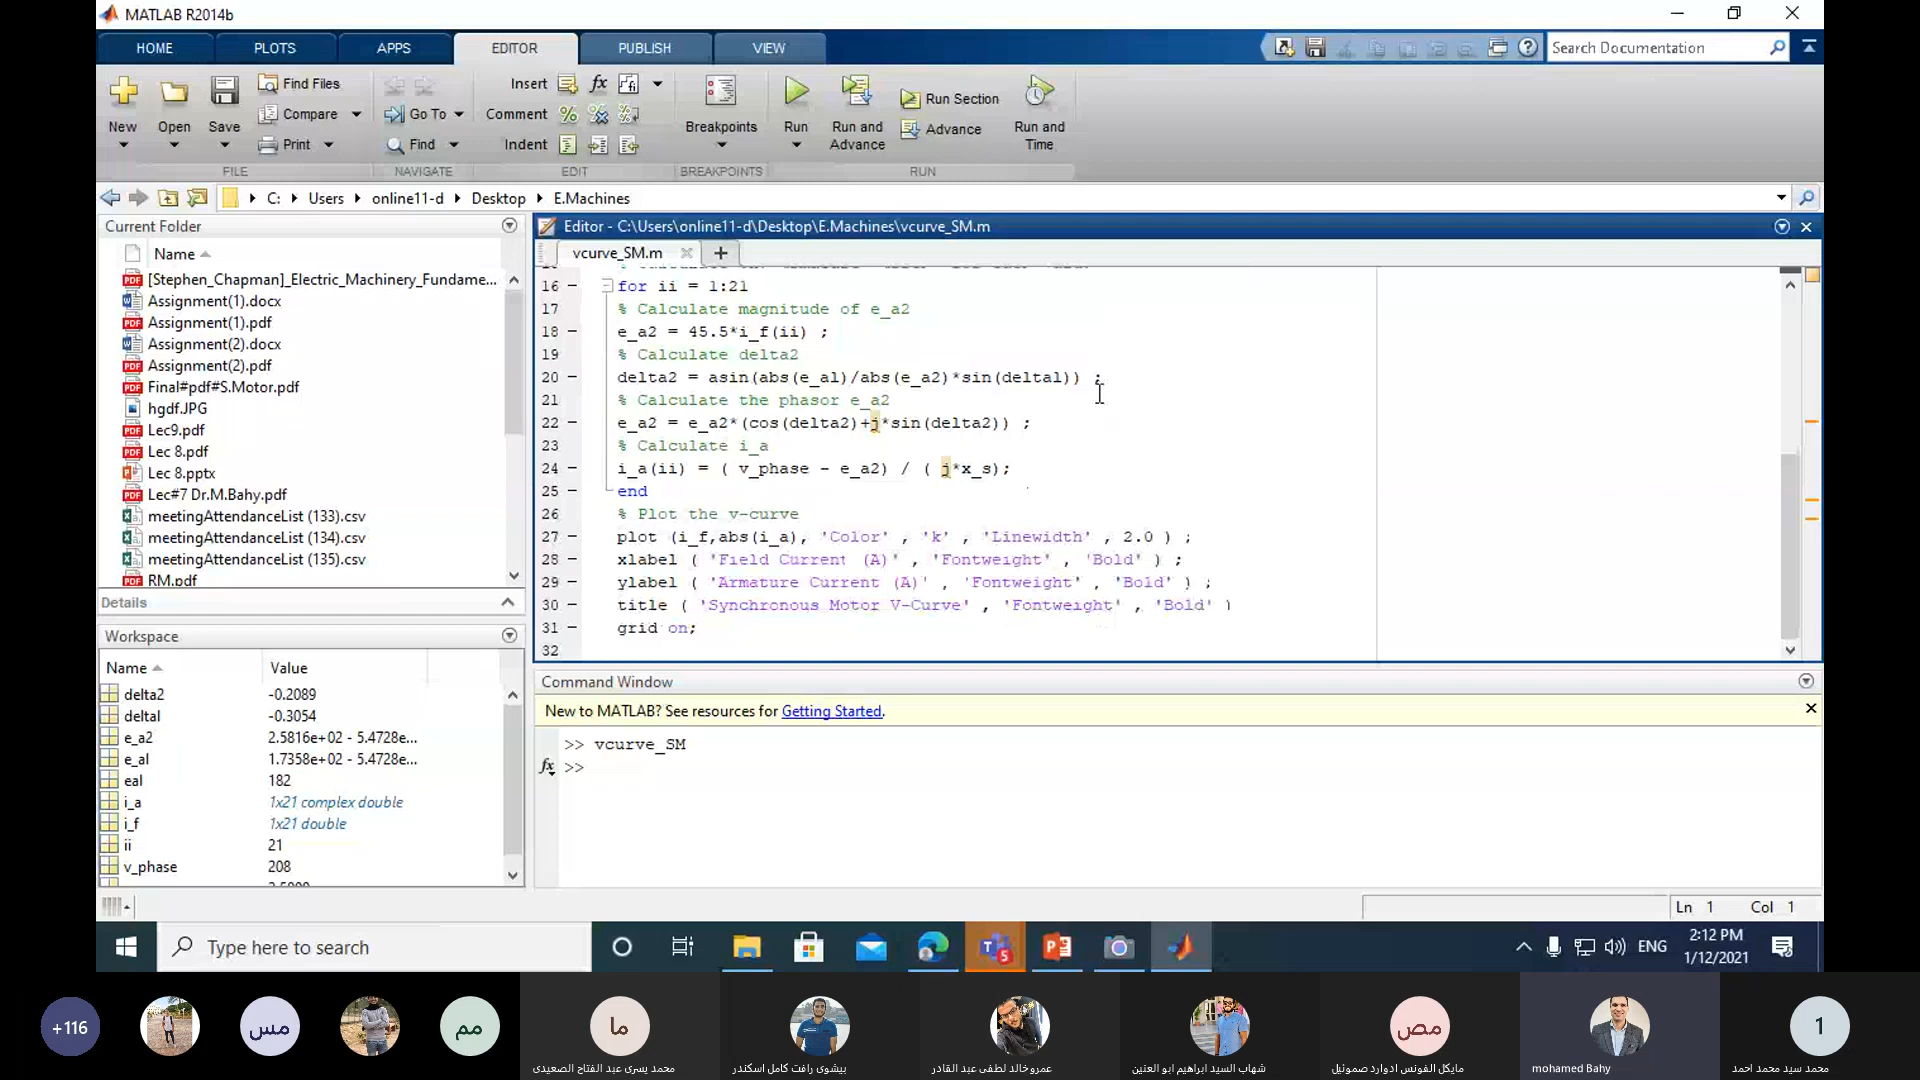 MATLAB R2014b
HOME PLOTS APPS EDITOR PUBLISH VIEW
Search Documentation
New Open Save
Find Files
Compare
Print
Go To
Find
Insert fx
Comment
Indent
Breakpoints
Run
Run and Advance
Run Section
Advance
Run and Time
FILE NAVIGATE EDIT BREAKPOINTS RUN
C: Users online11-d Desktop E.Machines
Current Folder
Name
[Stephen_Chapman]_Electric_Machinery_Fundame...
Assignment(1).docx
Assignment(1).pdf
Assignment(2).docx
Assignment(2).pdf
Final#pdf#S.Motor.pdf
hgdf.JPG
Lec9.pdf
Lec 8.pdf
Lec 8.pptx
Lec#7 Dr.M.Bahy.pdf
meetingAttendanceList (133).csv
meetingAttendanceList (134).csv
meetingAttendanceList (135).csv
RM.pdf
Details
Workspace
Name Value
delta2 -0.2089
deltal -0.3054
e_a2 2.5816e+02 - 5.4728e...
e_al 1.7358e+02 - 5.4728e...
eal 182
i_a 1x21 complex double
i_f 1x21 double
ii 21
v_phase 208
Editor - C:\Users\online11-d\Desktop\E.Machines\vcurve_SM.m
vcurve_SM.m
16 – for ii = 1:21
17 % Calculate magnitude of e_a2
18 – e_a2 = 45.5*i_f(ii) ;
19 % Calculate delta2
20 – delta2 = asin(abs(e_al)/abs(e_a2)*sin(deltal)) ;
21 % Calculate the phasor e_a2
22 – e_a2 = e_a2*(cos(delta2)+j*sin(delta2)) ;
23 % Calculate i_a
24 – i_a(ii) = ( v_phase - e_a2) / ( j*x_s);
25 – end
26 % Plot the v-curve
27 – plot (i_f,abs(i_a), 'Color' , 'k' , 'Linewidth' , 2.0 ) ;
28 – xlabel ( 'Field Current (A)' , 'Fontweight' , 'Bold' ) ;
29 – ylabel ( 'Armature Current (A)' , 'Fontweight' , 'Bold' ) ;
30 – title ( 'Synchronous Motor V-Curve' , 'Fontweight' , 'Bold' )
31 – grid on;
32
Command Window
New to MATLAB? See resources for Getting Started.
>> vcurve_SM
fx >>
Ln 1 Col 1
Type here to search
ENG
2:12 PM
1/12/2021
+116
مس
مم
ما
مص
1
محمد يسرى عبد الفتاح الصعيدى
بيشوى رافت كامل اسكندر
عمرو خالد لطفى عبد القادر
شهاب السيد ابراهيم ابو العنين
مايكل الفونس ادوارد صموئيل
mohamed Bahy
محمد سيد محمد احمد